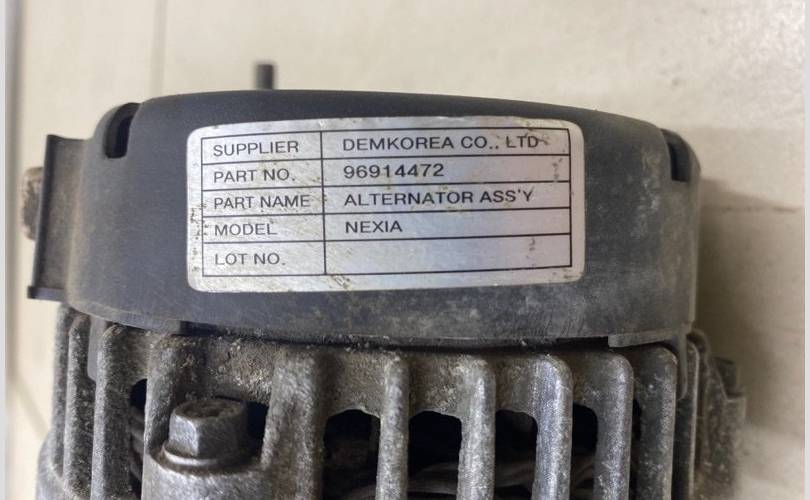 SUPPLIER DEMKOREA CO., LTD
PART NO. 96914472
PART NAME ALTERNATOR ASS'Y
MODEL NEXIA
LOT NO.